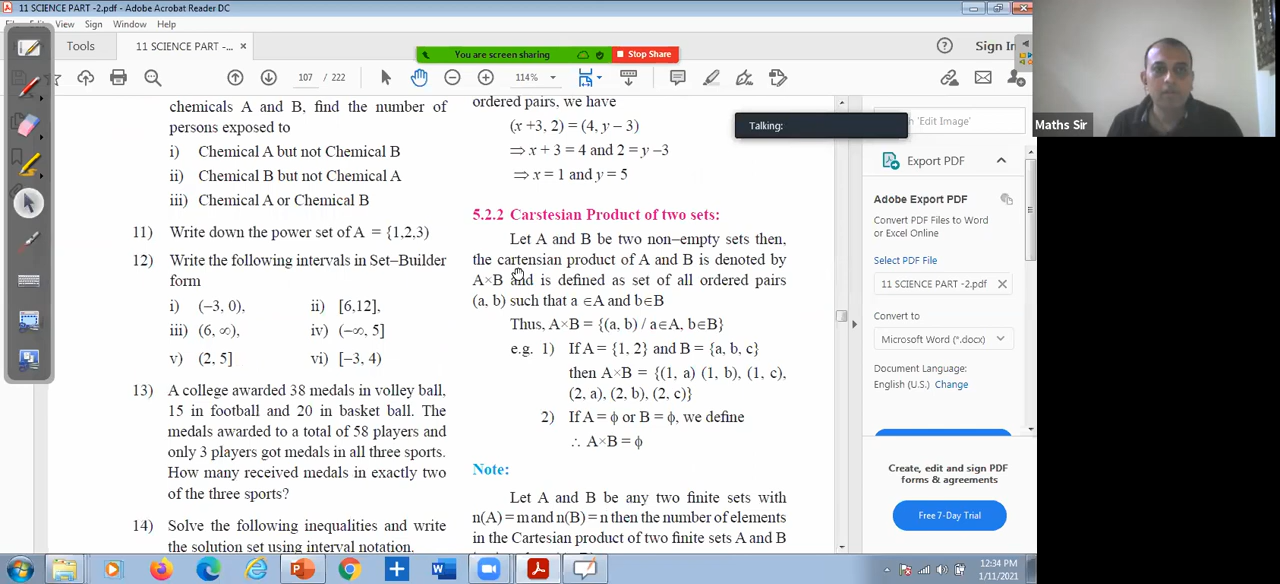 11 SCIENCE PART -2.pdf - Adobe Acrobat Reader DC
View Sign Window Help
Tools
11 SCIENCE PART -... ×
You are screen sharing
Stop Share
Sign In
107 / 222
114%
Talking:
Maths Sir
chemicals A and B, find the number of
persons exposed to
i) Chemical A but not Chemical B
ii) Chemical B but not Chemical A
iii) Chemical A or Chemical B
11) Write down the power set of A = {1,2,3)
12) Write the following intervals in Set–Builder
form
i) (–3, 0), ii) [6,12],
iii) (6, ∞), iv) (–∞, 5]
v) (2, 5] vi) [–3, 4)
13) A college awarded 38 medals in volley ball,
15 in football and 20 in basket ball. The
medals awarded to a total of 58 players and
only 3 players got medals in all three sports.
How many received medals in exactly two
of the three sports?
14) Solve the following inequalities and write
the solution set using interval notation.
ordered pairs, we have
(x +3, 2) = (4, y – 3)
⇒ x + 3 = 4 and 2 = y –3
⇒ x = 1 and y = 5
5.2.2 Carstesian Product of two sets:
Let A and B be two non–empty sets then,
the cartensian product of A and B is denoted by
A×B and is defined as set of all ordered pairs
(a, b) such that a ∈A and b∈B
Thus, A×B = {(a, b) / a∈A, b∈B}
e.g. 1) If A = {1, 2} and B = {a, b, c}
then A×B = {(1, a) (1, b), (1, c),
(2, a), (2, b), (2, c)}
2) If A = ϕ or B = ϕ, we define
∴ A×B = ϕ
Note:
Let A and B be any two finite sets with
n(A) = m and n(B) = n then the number of elements
in the Cartesian product of two finite sets A and B
'Edit Image'
Export PDF
Adobe Export PDF
Convert PDF Files to Word
or Excel Online
Select PDF File
11 SCIENCE PART -2.pdf ×
Convert to
Microsoft Word (*.docx)
Document Language:
English (U.S.) Change
Create, edit and sign PDF
forms & agreements
Free 7-Day Trial
12:34 PM
1/11/2021